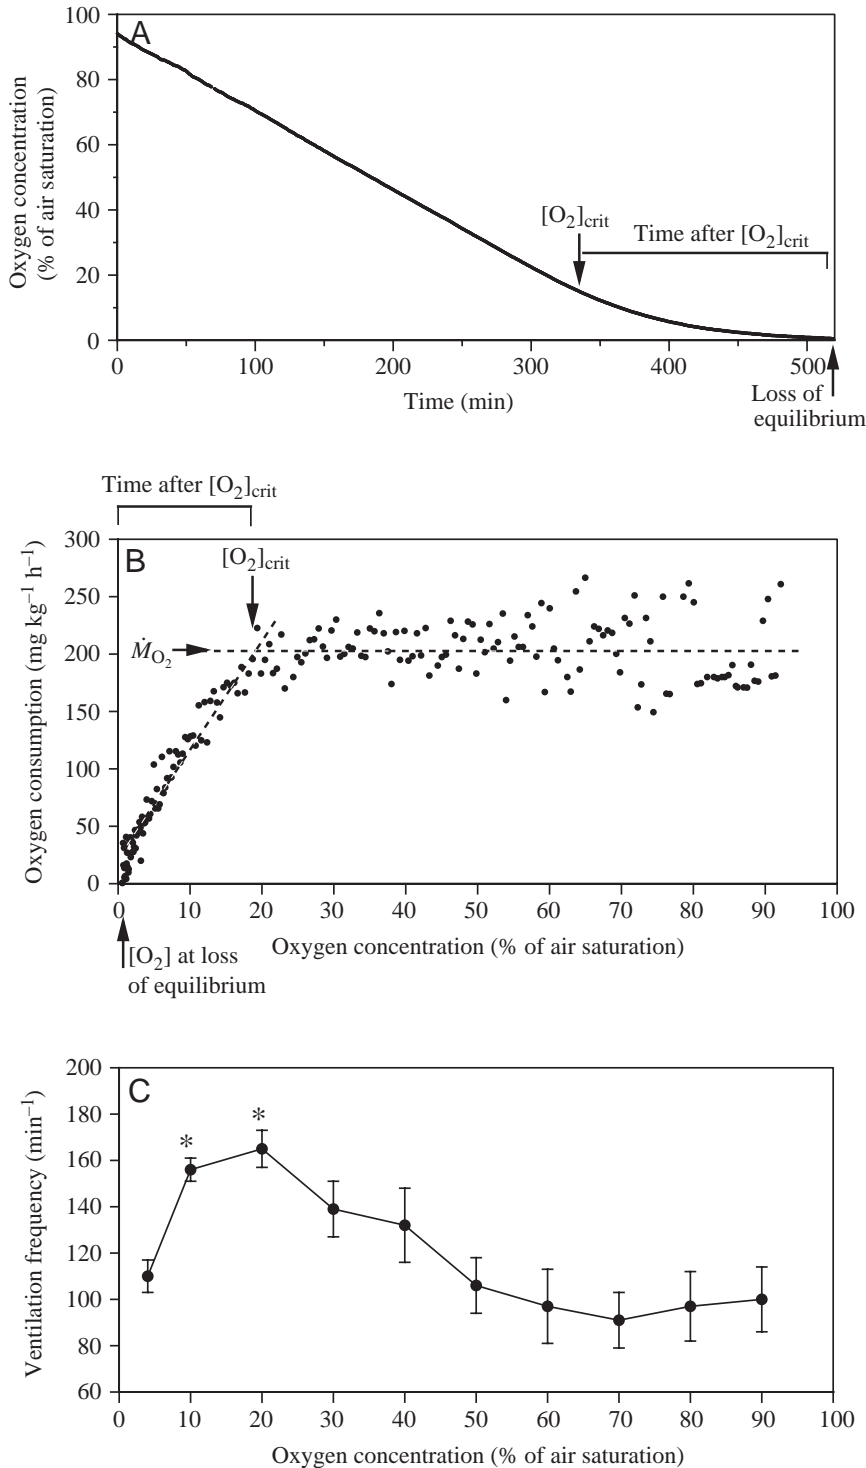 A
Oxygen concentration
(% of air saturation)
100
80
60
40
20
0
[O₂]crit
Time after [O₂]crit
0 100 200 300 400 500
Time (min)
Loss of
equilibrium
Time after [O₂]crit
B
[O₂]crit
ṀO₂
Oxygen consumption (mg kg⁻¹ h⁻¹)
300
250
200
150
100
50
0
0 10 20 30 40 50 60 70 80 90 100
Oxygen concentration (% of air saturation)
[O₂] at loss
of equilibrium
C
Ventilation frequency (min⁻¹)
200
180
160
140
120
100
80
60
* *
0 10 20 30 40 50 60 70 80 90 100
Oxygen concentration (% of air saturation)